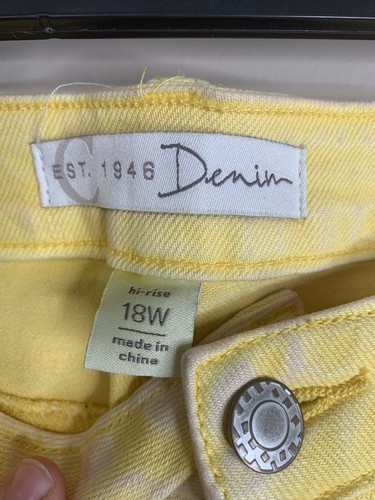 C
EST. 1946 Denim
hi-rise
18W
made in
china